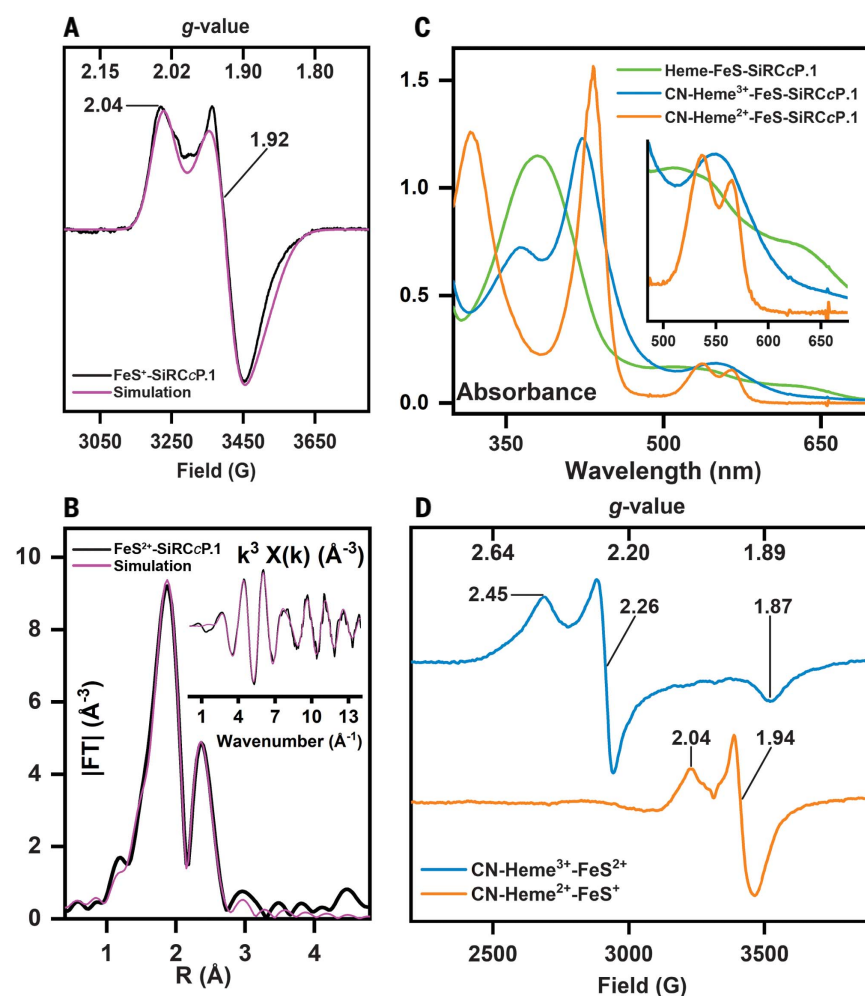 A
g-value
2.15 2.02 1.90 1.80
2.04
1.92
FeS⁺-SiRCcP.1
Simulation
3050 3250 3450 3650
Field (G)
B
FeS²⁺-SiRCcP.1
Simulation
k³ X(k) (Å⁻³)
1 4 7 10 13
Wavenumber (Å⁻¹)
10
8
6
4
2
0
|FT| (Å⁻³)
1 2 3 4
R (Å)
C
Heme-FeS-SiRCcP.1
CN-Heme³⁺-FeS-SiRCcP.1
CN-Heme²⁺-FeS-SiRCcP.1
1.5
1.0
0.5
0.0
500 550 600 650
Absorbance
350 500 650
Wavelength (nm)
D
g-value
2.64 2.20 1.89
2.45
2.26
1.87
2.04
1.94
CN-Heme³⁺-FeS²⁺
CN-Heme²⁺-FeS⁺
2500 3000 3500
Field (G)